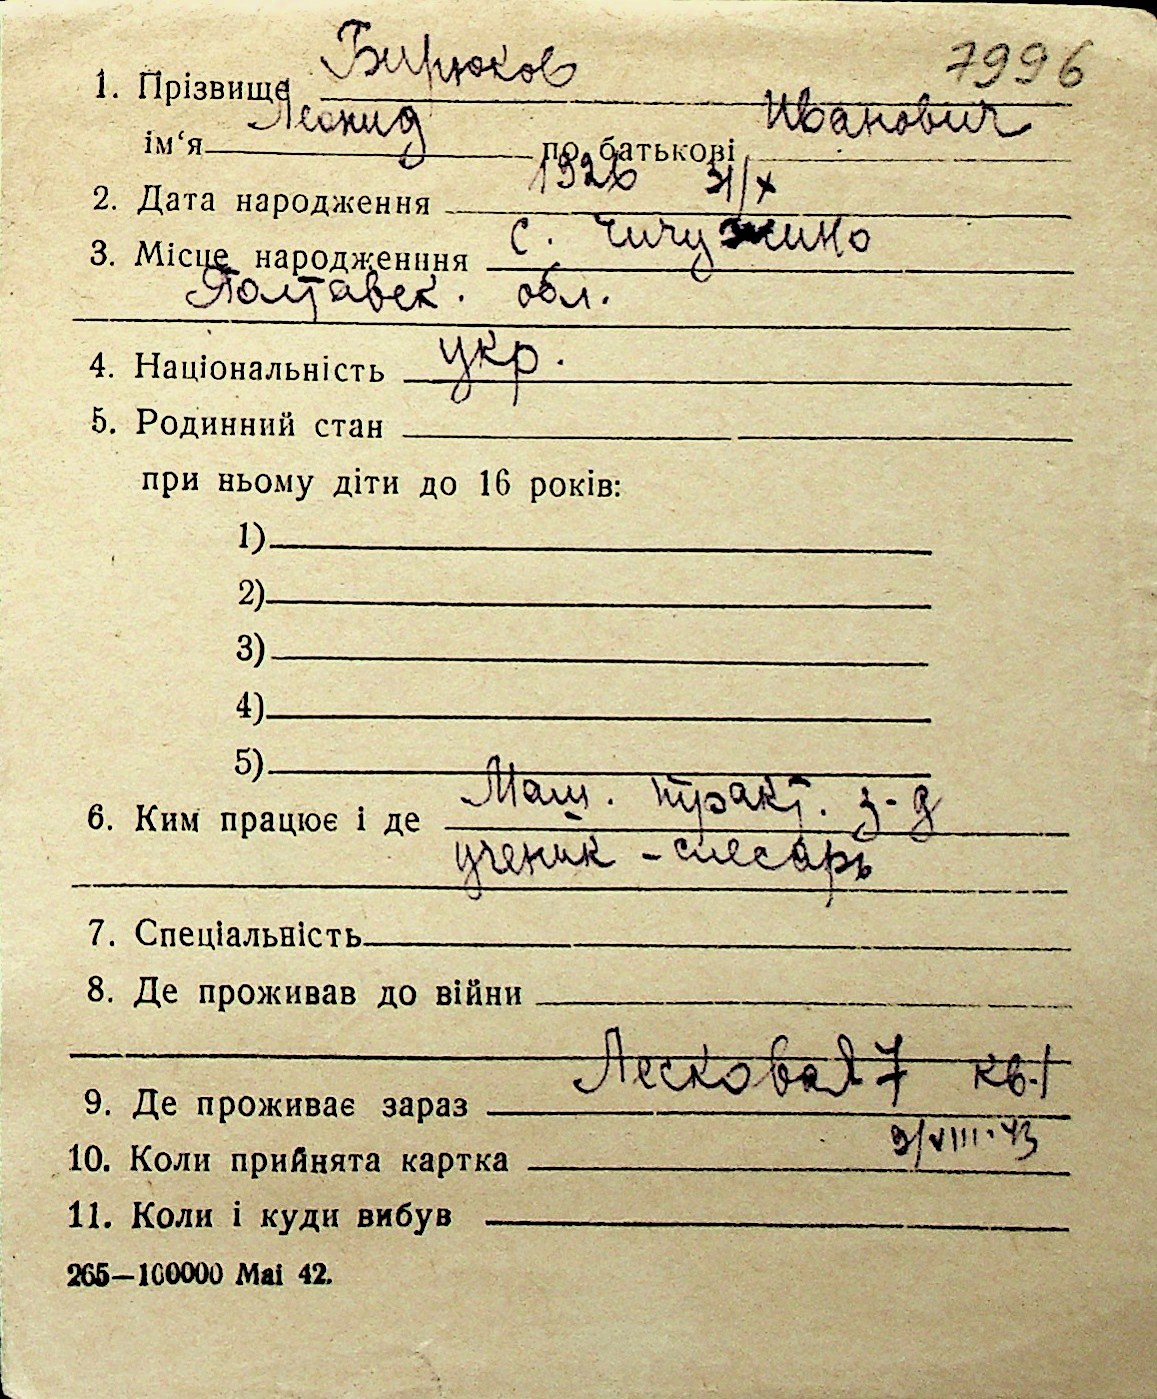 7996
1. Прізвище Бирюков
ім'я Леонид по батькові Иванович
2. Дата народження 1926 31/X
3. Місце народженння с.
Полтавск. обл.
4. Національність укр.
5. Родинний стан
при ньому діти до 16 років:
1)
2)
3)
4)
5)
6. Ким працює і де Маш. тракт. з-д
ученик - слесарь
7. Спеціальність
8. Де проживав до війни
9. Де проживає зараз Лесковая 7 кв. 1
10. Коли прийнята картка 9/VIII. 43
11. Коли і куди вибув
265—100000 Mai 42.